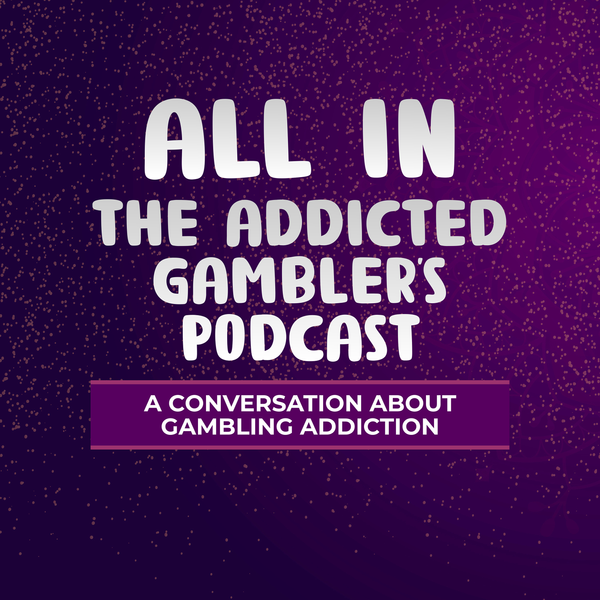 ALL IN
THE ADDICTED
GAMBLER'S
PODCAST
A CONVERSATION ABOUT
GAMBLING ADDICTION